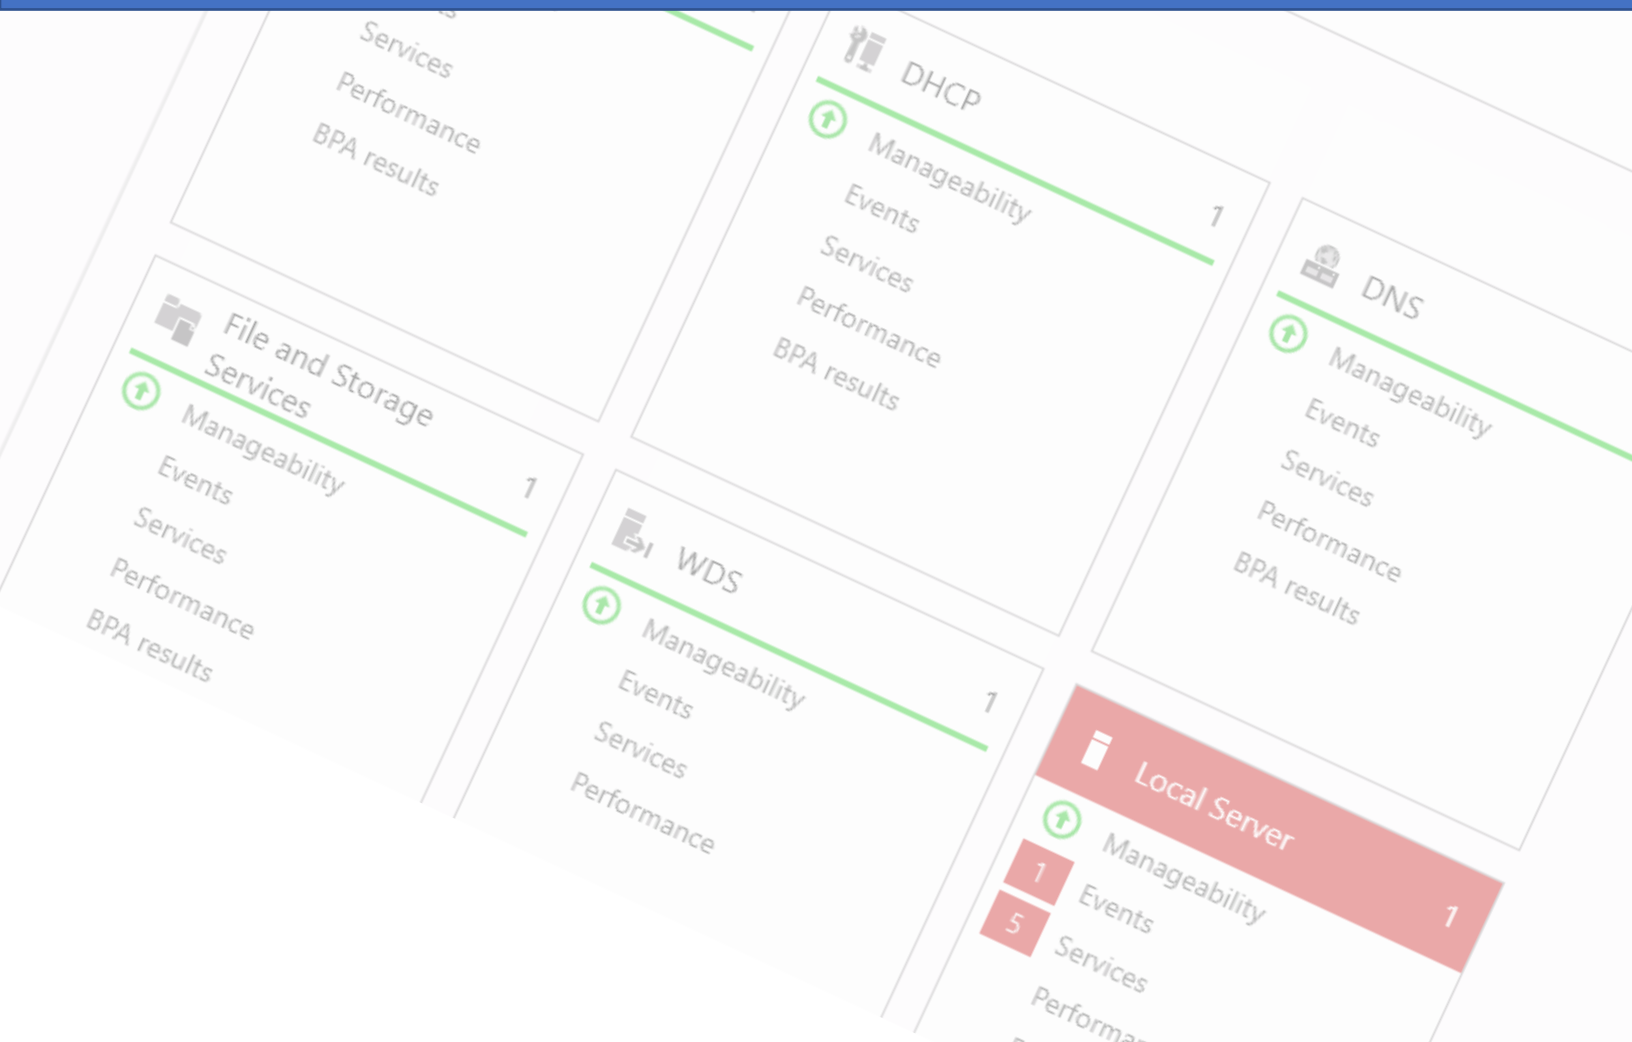 Services
Performance
BPA results
DHCP
1
Manageability
Events
Services
Performance
BPA results
DNS
Manageability
Events
Services
Performance
BPA results
File and Storage
Services
1
Manageability
Events
Services
Performance
BPA results
WDS
1
Manageability
Events
Services
Performance
Local Server
1
Manageability
1 Events
5 Services